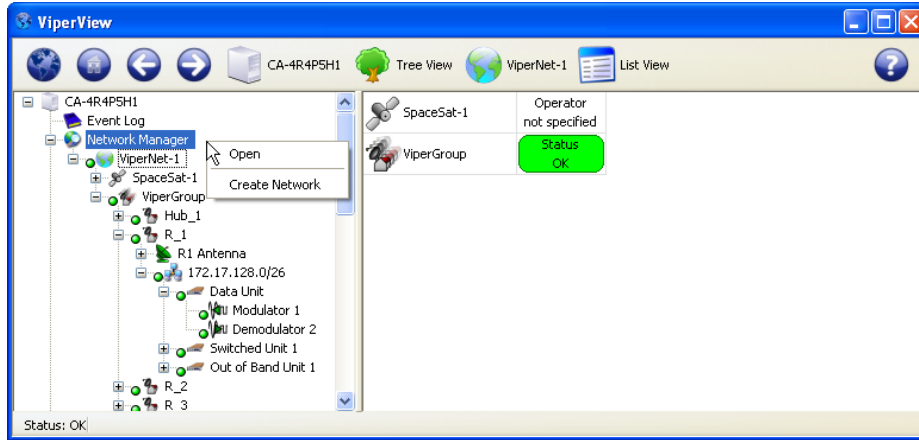 ViperView
CA-4R4P5H1 Tree View ViperNet-1 List View
CA-4R4P5H1
Event Log
Network Manager
ViperNet-1
SpaceSat-1
ViperGroup
Hub_1
R_1
R1 Antenna
172.17.128.0/26
Data Unit
Modulator 1
Demodulator 2
Switched Unit 1
Out of Band Unit 1
R_2
R_3
Open
Create Network
SpaceSat-1
Operator
not specified
ViperGroup
Status
OK
Status: OK